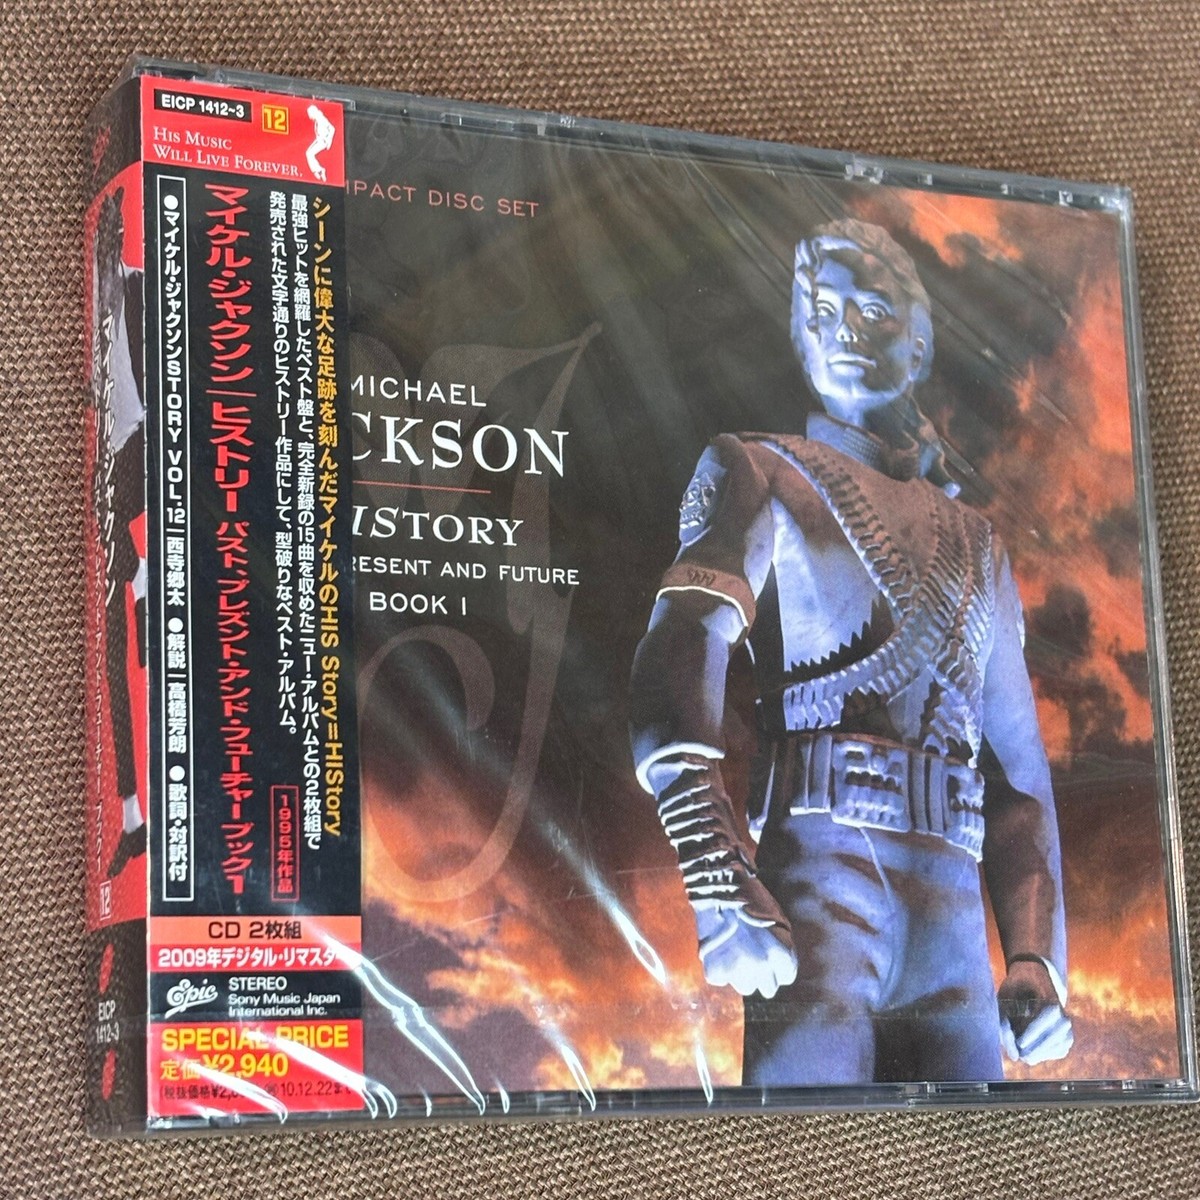 EICP 1412~3
12
HIS MUSIC
WILL LIVE FOREVER.
シーンに偉大な足跡を刻んだマイケルのHIS Story=HIStory
最強ヒットを網羅したベスト盤と、完全新録の15曲を収めたニュー・アルバムとの2枚組で
発売された文字通りのヒストリー作品にして、型破りなベスト・アルバム。
1995年作品
マイケル・ジャクソン|ヒストリー パスト、プレズント・アンド・フューチャー ブック1
●マイケル・ジャクソンSTORY VOL.12|西寺郷太 ●解説|高橋芳朗 ●歌詞・対訳付
CD 2枚組
2009年デジタル・リマスター
Epic
STEREO
Sony Music Japan
International Inc.
SPECIAL PRICE
定価¥2,940
10.12.22ま
マイケル・ジャクソン
12
EICP
1412~3
MPACT DISC SET
MICHAEL
CKSON
ISTORY
RESENT AND FUTURE
BOOK I